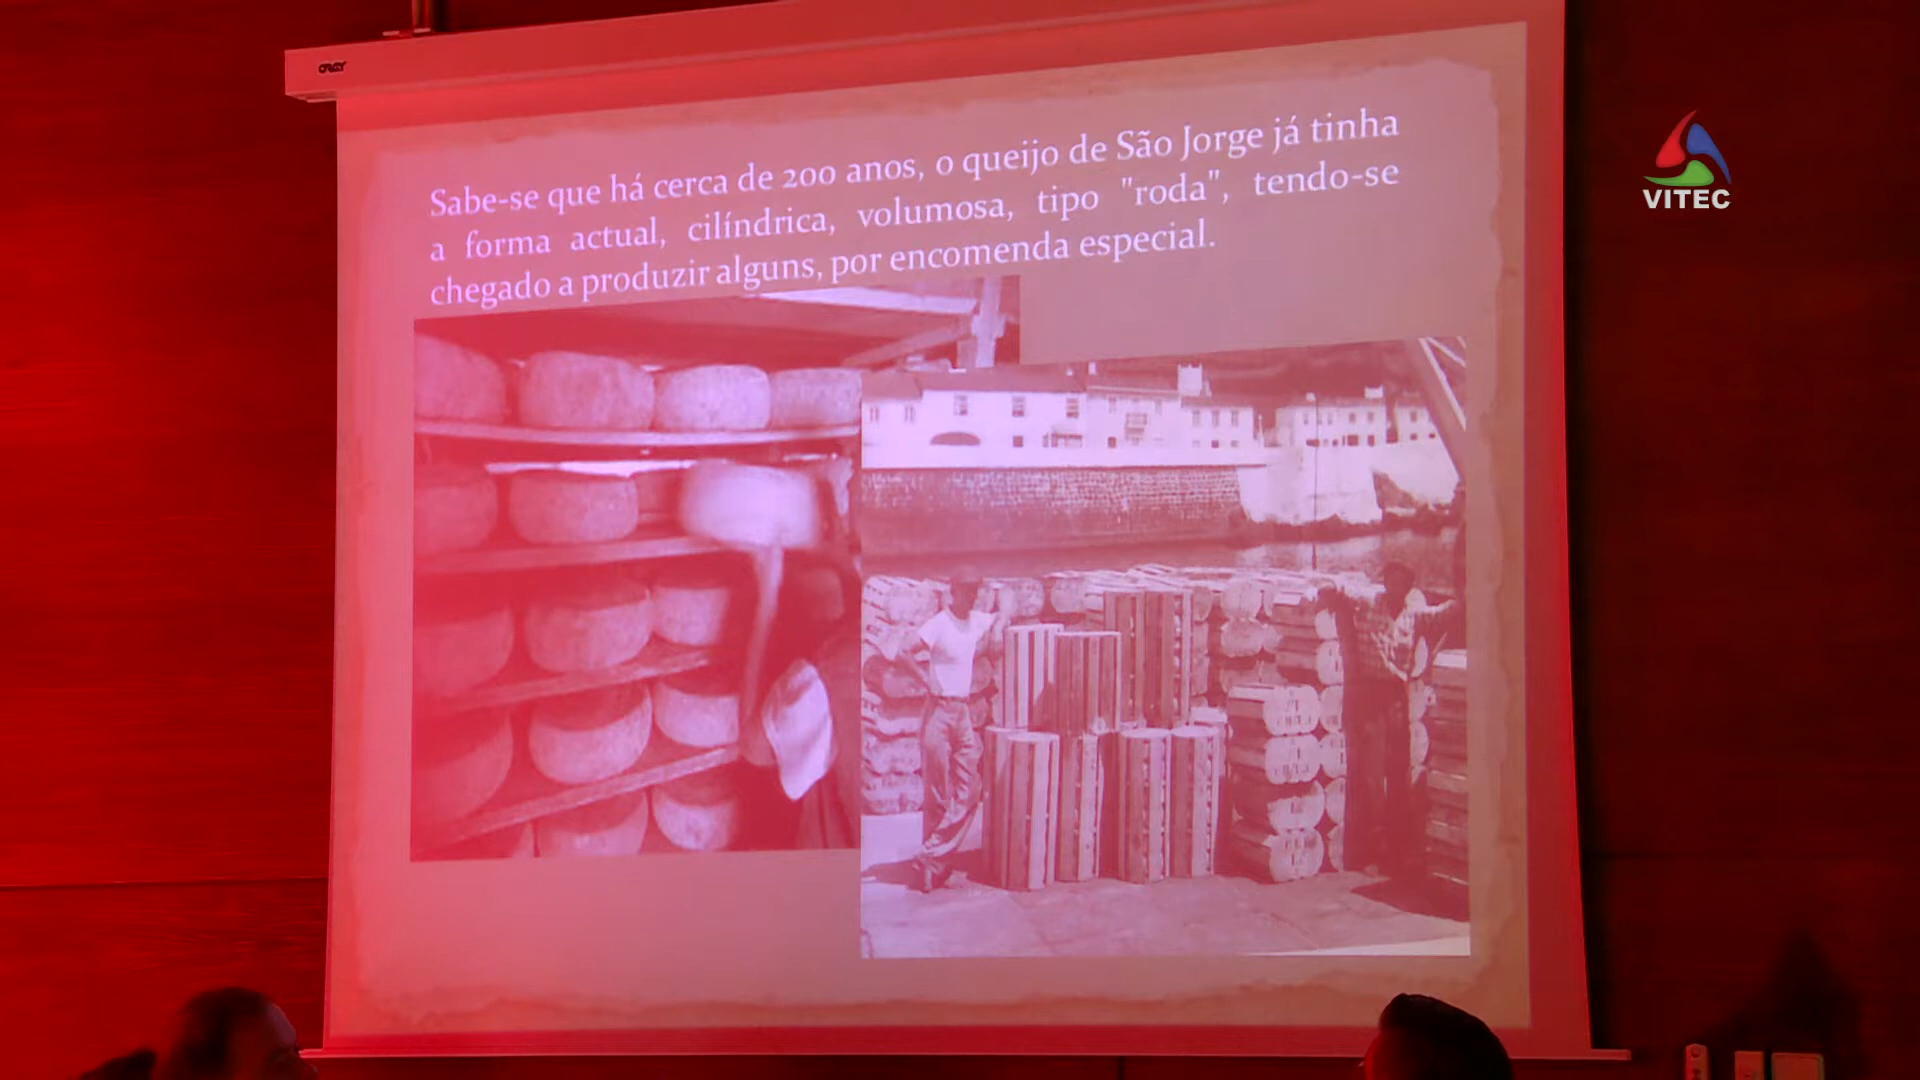 ORAY
VITEC
Sabe-se que há cerca de 200 anos, o queijo de São Jorge já tinha
a forma actual, cilíndrica, volumosa, tipo "roda", tendo-se
chegado a produzir alguns, por encomenda especial.